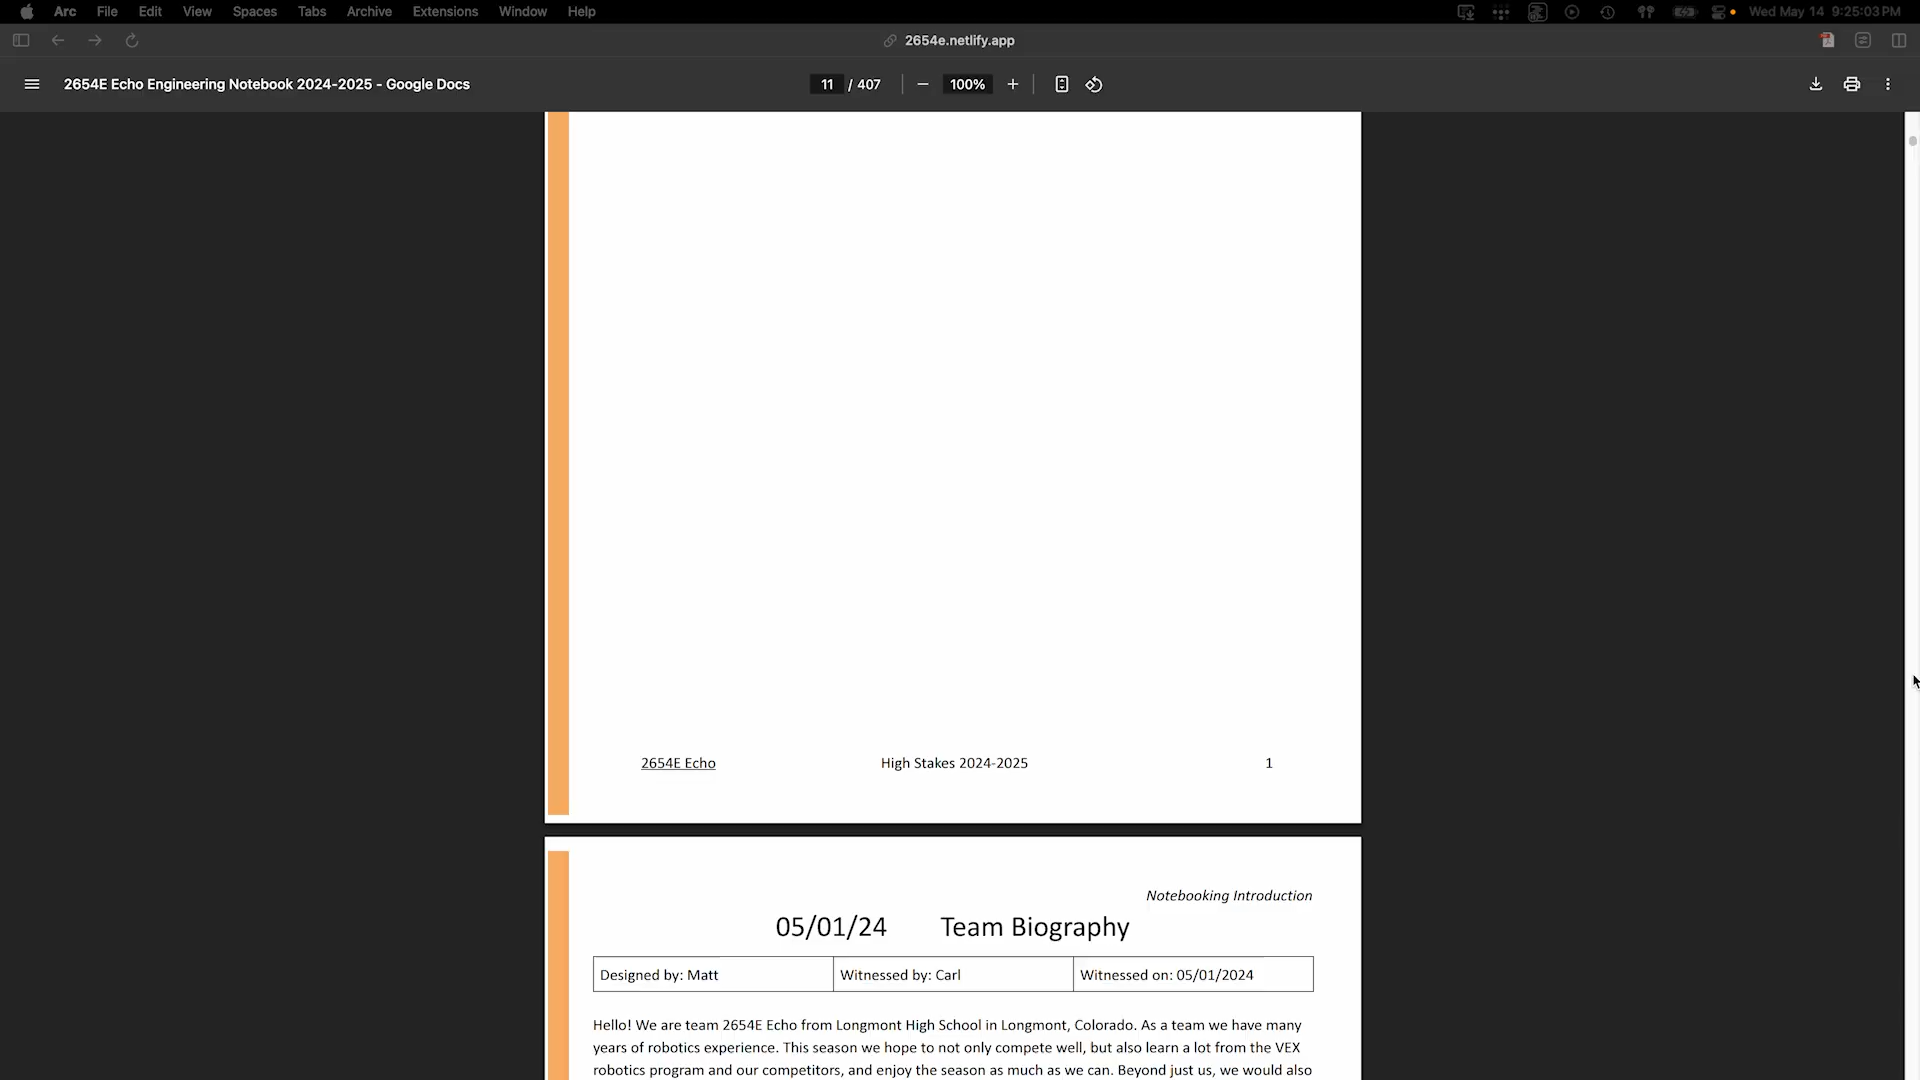 Arc File Edit View Spaces Tabs Archive Extensions Window Help Wed May 14 9:25:03 PM
2654e.netlify.app
2654E Echo Engineering Notebook 2024-2025 - Google Docs 11 / 407 − 100% +
2654E Echo High Stakes 2024-2025 1
Notebooking Introduction
05/01/24 Team Biography
Designed by: Matt Witnessed by: Carl Witnessed on: 05/01/2024
Hello! We are team 2654E Echo from Longmont High School in Longmont, Colorado. As a team we have many
years of robotics experience. This season we hope to not only compete well, but also learn a lot from the VEX
robotics program and our competitors, and enjoy the season as much as we can. Beyond just us, we would also